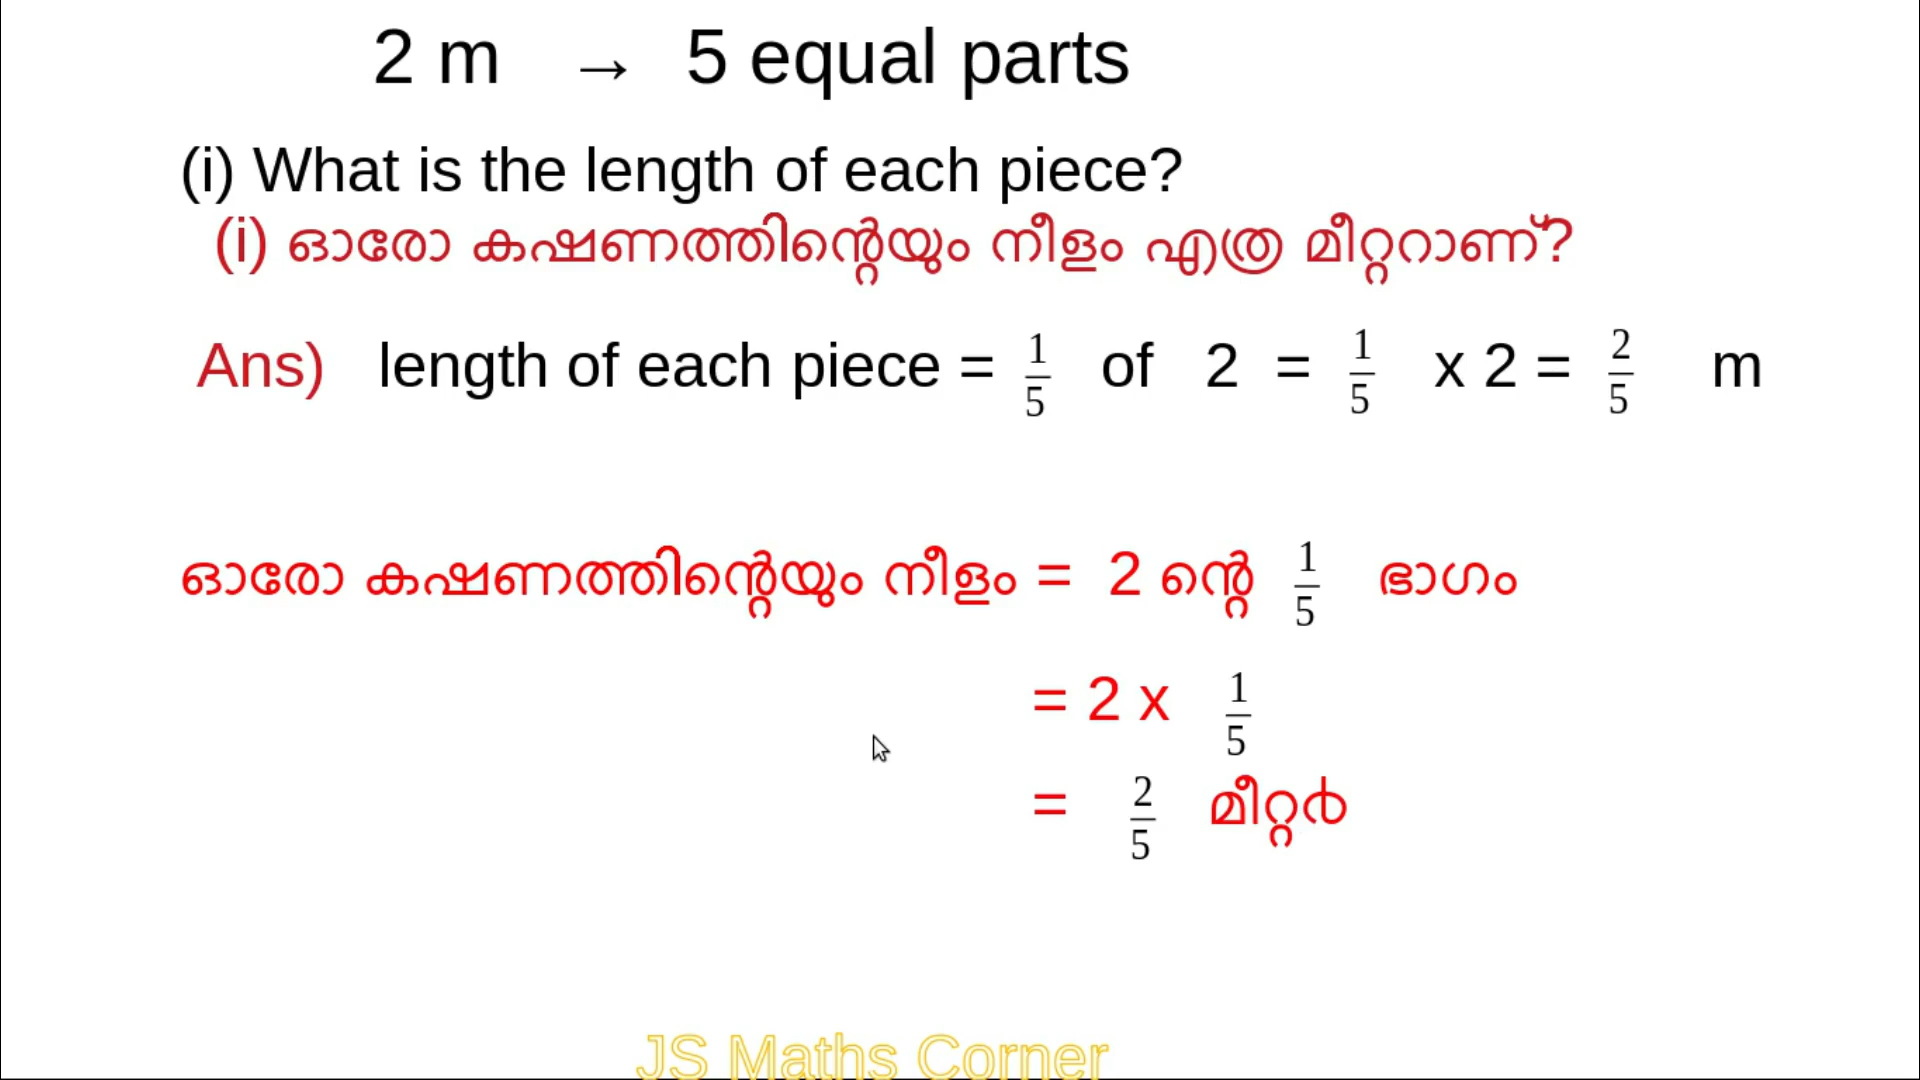 2 m → 5 equal parts
(i) What is the length of each piece?
(i) ഓരോ കഷണത്തിന്റെയും നീളം എത്ര മീറ്ററാണ്?
Ans) length of each piece = 1/5 of 2 = 1/5 x 2 = 2/5 m
ഓരോ കഷണത്തിന്റെയും നീളം = 2 ന്റെ 1/5 ഭാഗം
= 2 x 1/5
= 2/5 മീറ്റർ
JS Maths Corner